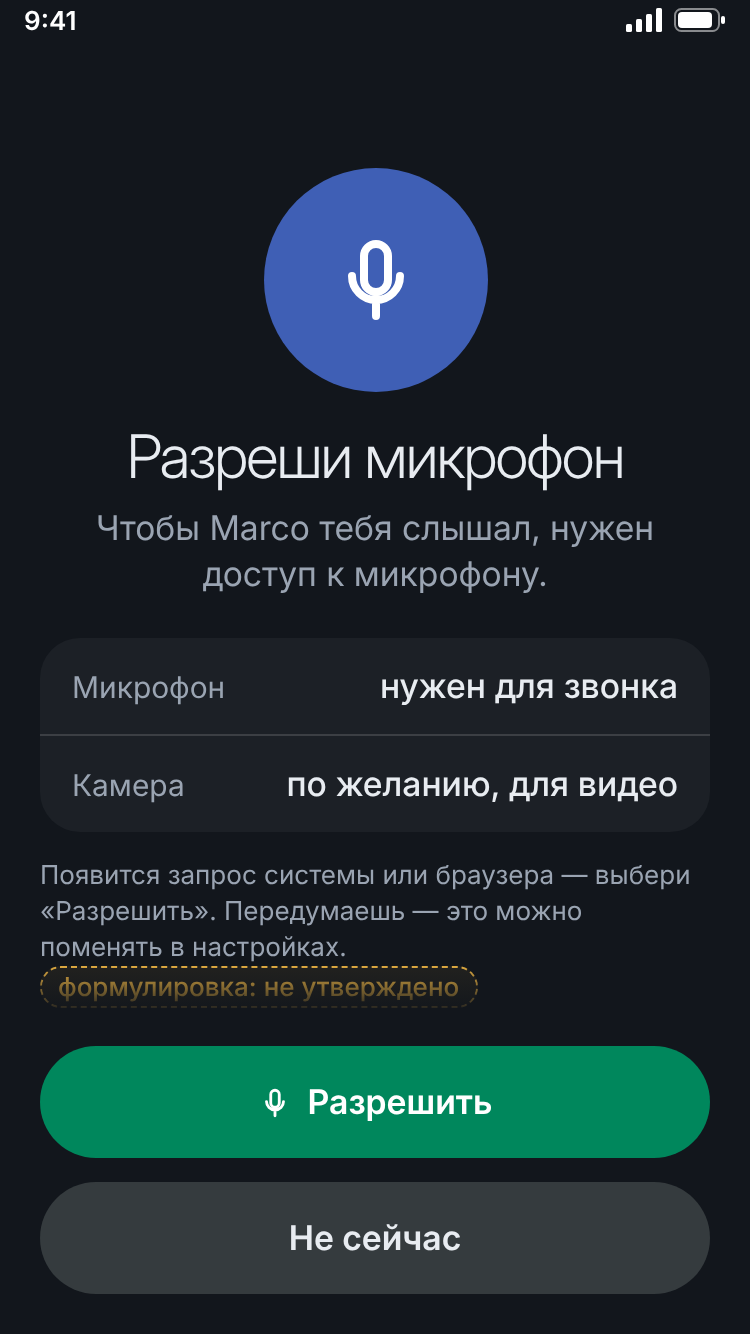 9:41
Разреши микрофон
Чтобы Marco тебя слышал, нужен
доступ к микрофону.
Микрофон нужен для звонка
Камера по желанию, для видео
Появится запрос системы или браузера — выбери
«Разрешить». Передумаешь — это можно
поменять в настройках.
формулировка: не утверждено
Разрешить
Не сейчас